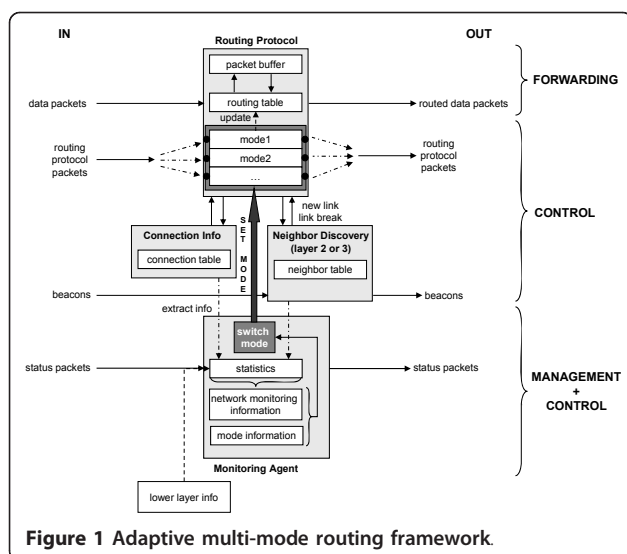 IN
OUT
Routing Protocol
packet buffer
FORWARDING
data packets
routing table
routed data packets
update
mode1
routing
protocol
packets
mode2
routing
protocol
packets
...
new link
link break
CONTROL
Connection Info
SET MODE
Neighbor Discovery
(layer 2 or 3)
connection table
neighbor table
beacons
beacons
extract info
switch
mode
status packets
statistics
status packets
MANAGEMENT
+
CONTROL
network monitoring
information
mode information
Monitoring Agent
lower layer info
Figure 1 Adaptive multi-mode routing framework.